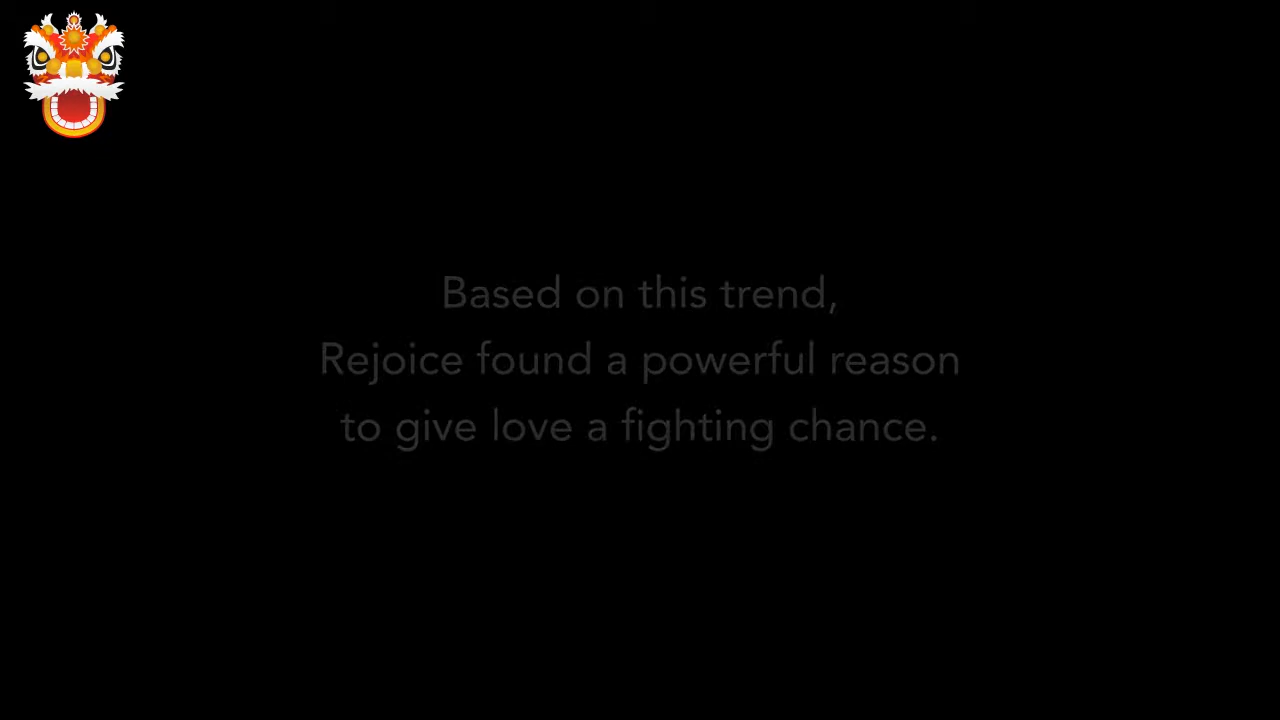 Based on this trend,
Rejoice found a powerful reason
to give love a fighting chance.